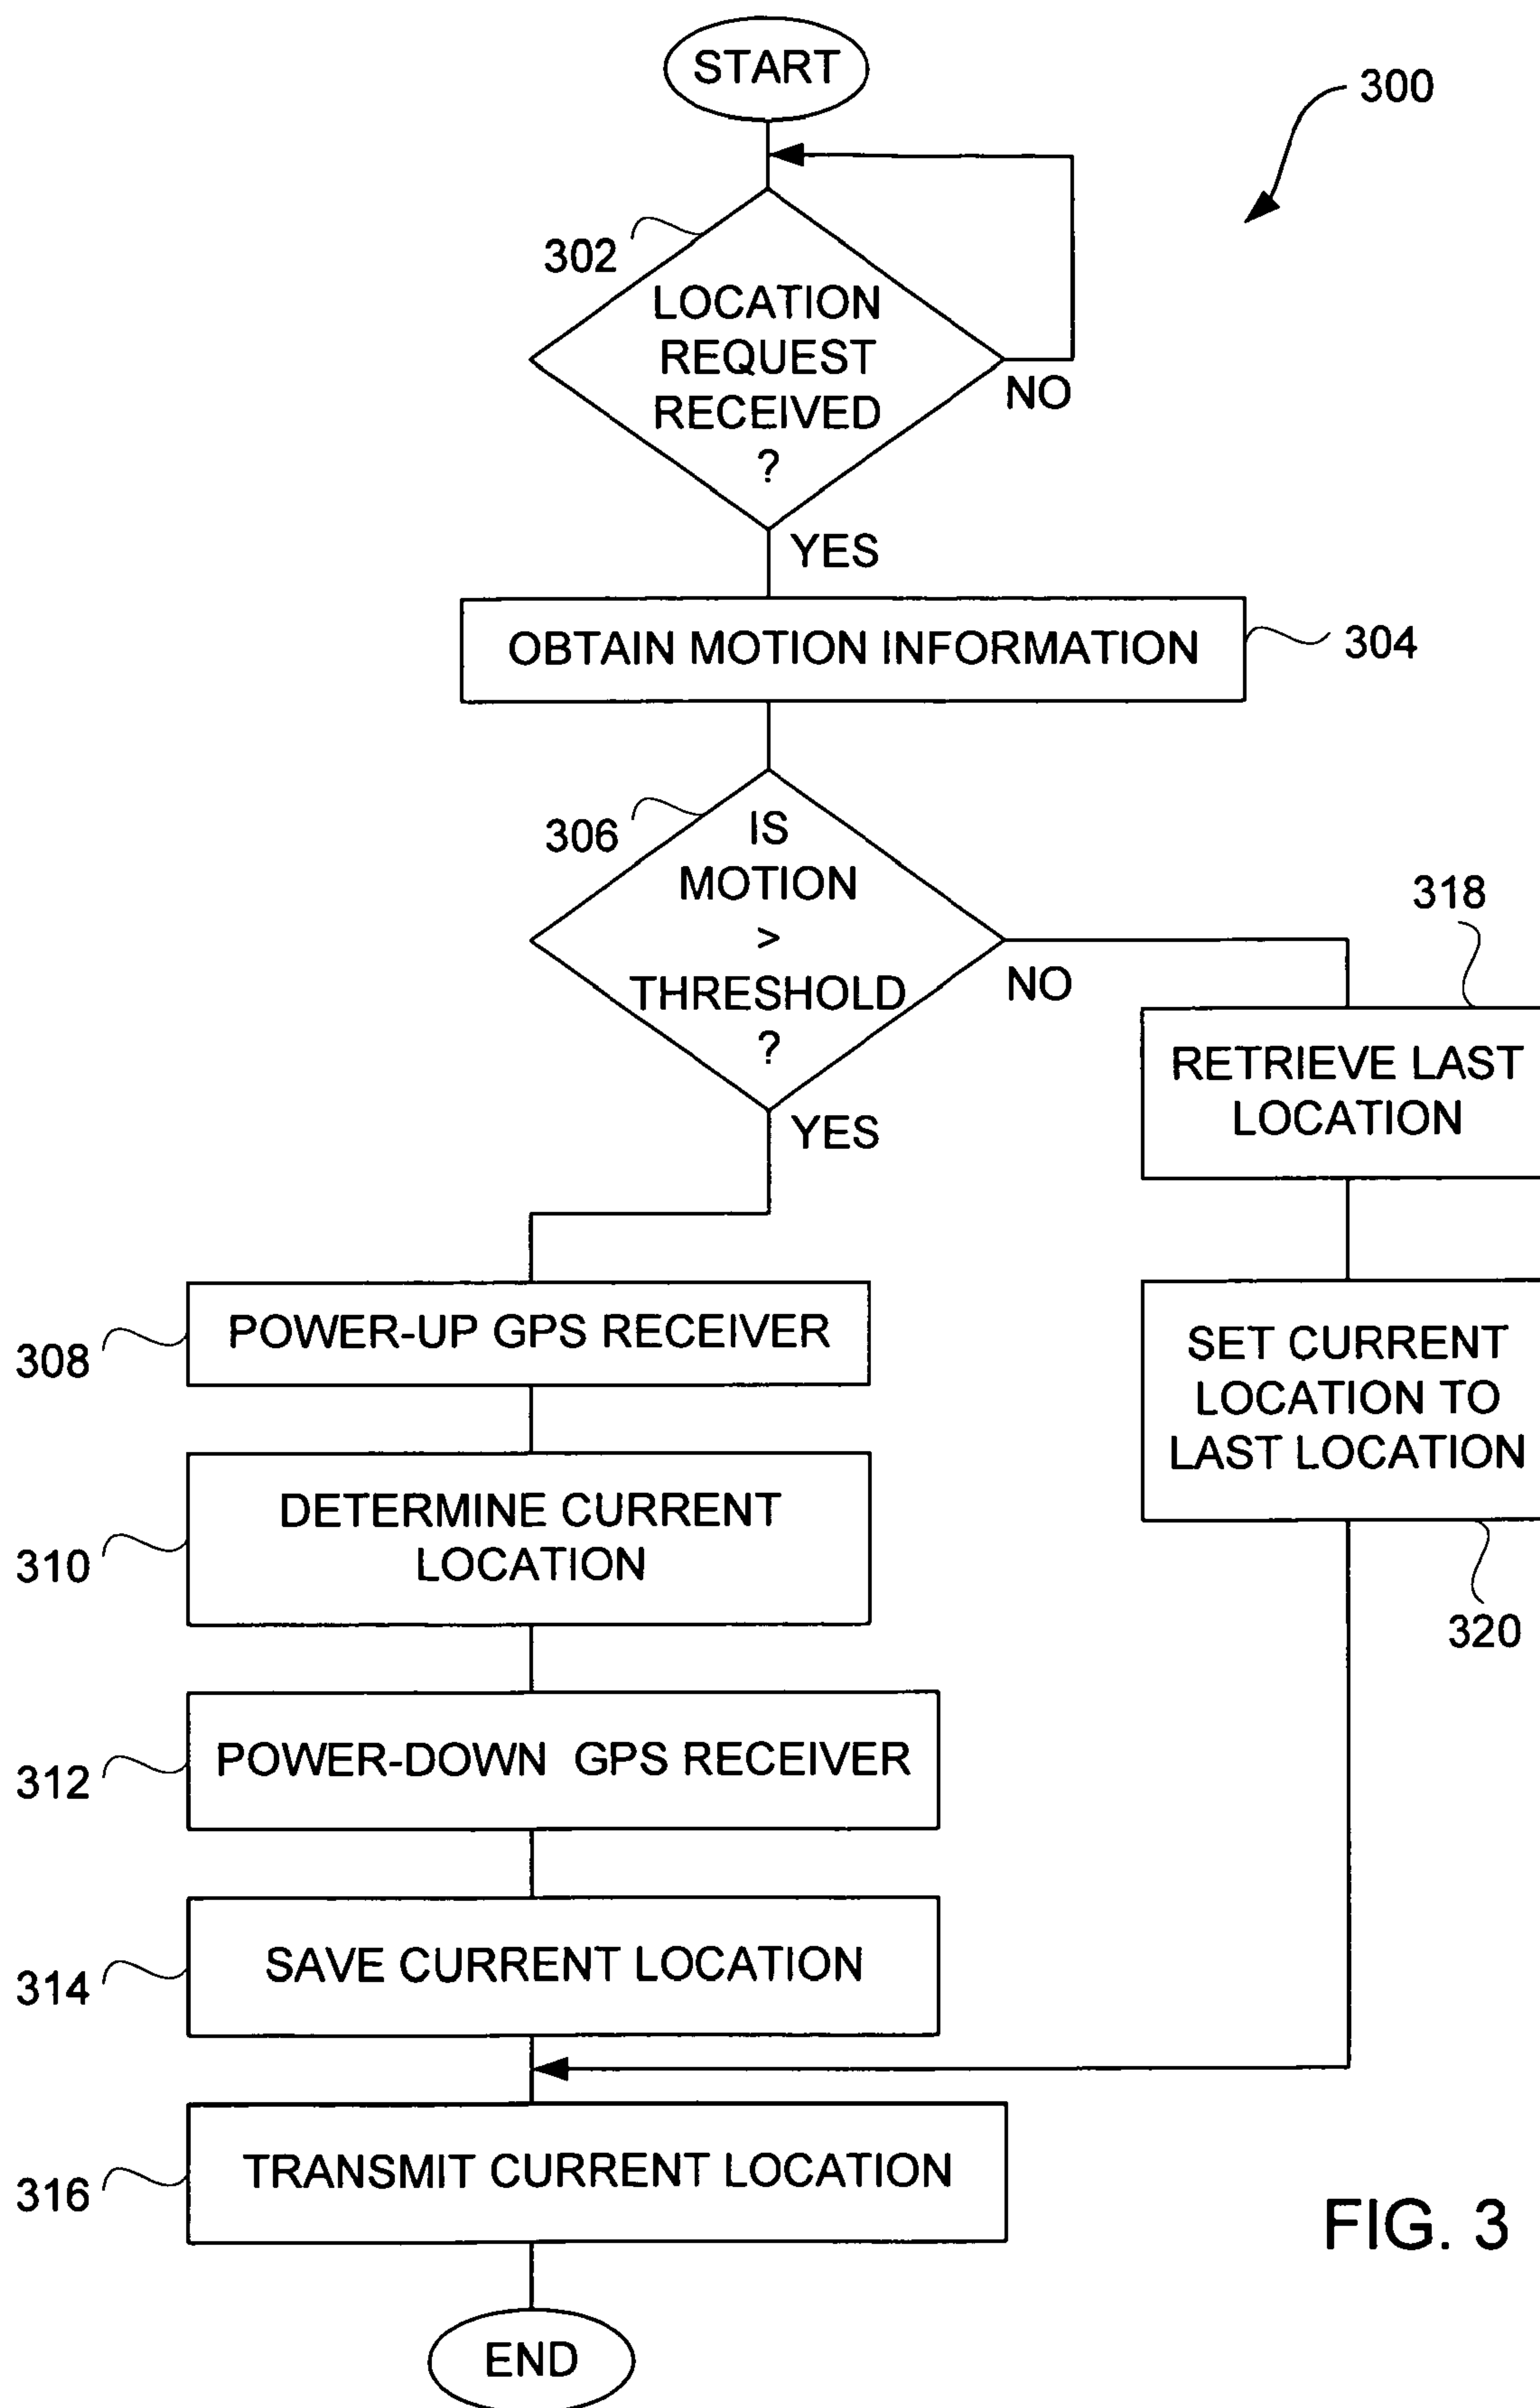 START
300
302
LOCATION
REQUEST
RECEIVED
?
NO
YES
OBTAIN MOTION INFORMATION
304
306
IS
MOTION
>
THRESHOLD
?
NO
YES
318
RETRIEVE LAST
LOCATION
308
POWER-UP GPS RECEIVER
SET CURRENT
LOCATION TO
LAST LOCATION
320
310
DETERMINE CURRENT
LOCATION
312
POWER-DOWN GPS RECEIVER
314
SAVE CURRENT LOCATION
316
TRANSMIT CURRENT LOCATION
FIG. 3
END